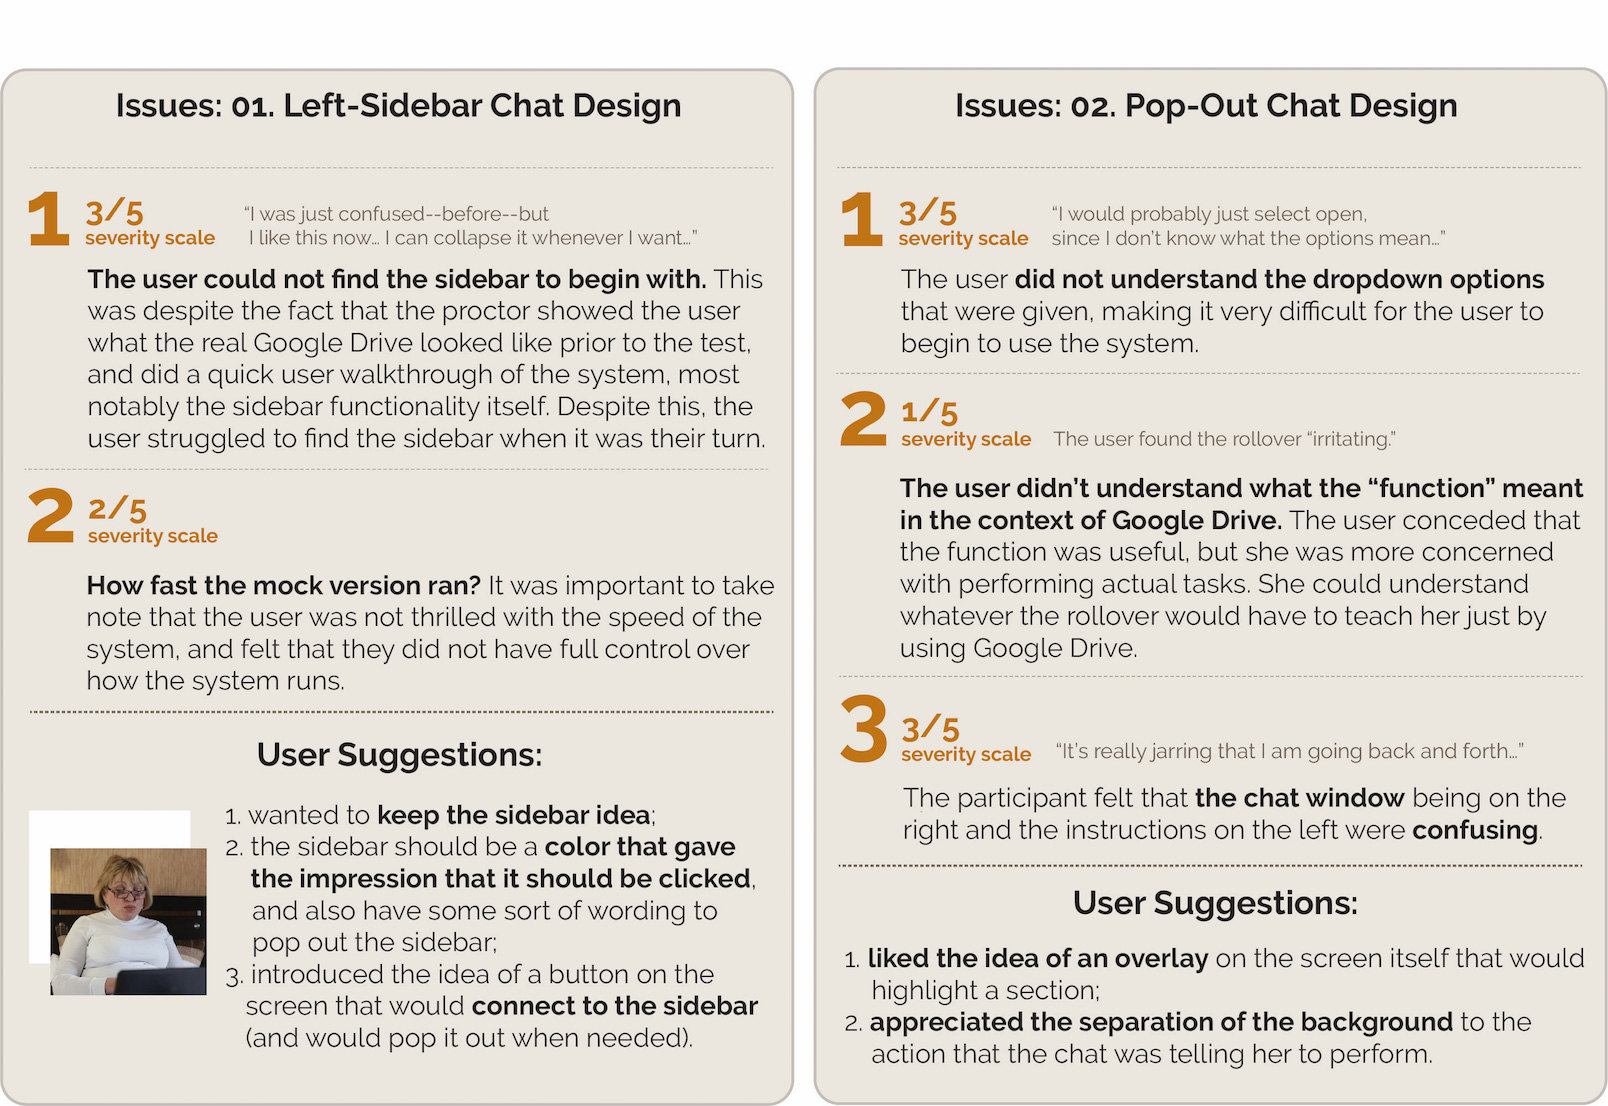 Issues: 01. Left-Sidebar Chat Design
1
3/5
severity scale
“I was just confused--before--but
I like this now... I can collapse it whenever I want...”
The user could not find the sidebar to begin with. This
was despite the fact that the proctor showed the user
what the real Google Drive looked like prior to the test,
and did a quick user walkthrough of the system, most
notably the sidebar functionality itself. Despite this, the
user struggled to find the sidebar when it was their turn.
2
2/5
severity scale
How fast the mock version ran? It was important to take
note that the user was not thrilled with the speed of the
system, and felt that they did not have full control over
how the system runs.
User Suggestions:
1. wanted to keep the sidebar idea;
2. the sidebar should be a color that gave
the impression that it should be clicked,
and also have some sort of wording to
pop out the sidebar;
3. introduced the idea of a button on the
screen that would connect to the sidebar
(and would pop it out when needed).
Issues: 02. Pop-Out Chat Design
1
3/5
severity scale
“I would probably just select open,
since I don’t know what the options mean...”
The user did not understand the dropdown options
that were given, making it very difficult for the user to
begin to use the system.
2
1/5
severity scale
The user found the rollover “irritating.”
The user didn’t understand what the “function” meant
in the context of Google Drive. The user conceded that
the function was useful, but she was more concerned
with performing actual tasks. She could understand
whatever the rollover would have to teach her just by
using Google Drive.
3
3/5
severity scale
“It’s really jarring that I am going back and forth...”
The participant felt that the chat window being on the
right and the instructions on the left were confusing.
User Suggestions:
1. liked the idea of an overlay on the screen itself that would
highlight a section;
2. appreciated the separation of the background to the
action that the chat was telling her to perform.